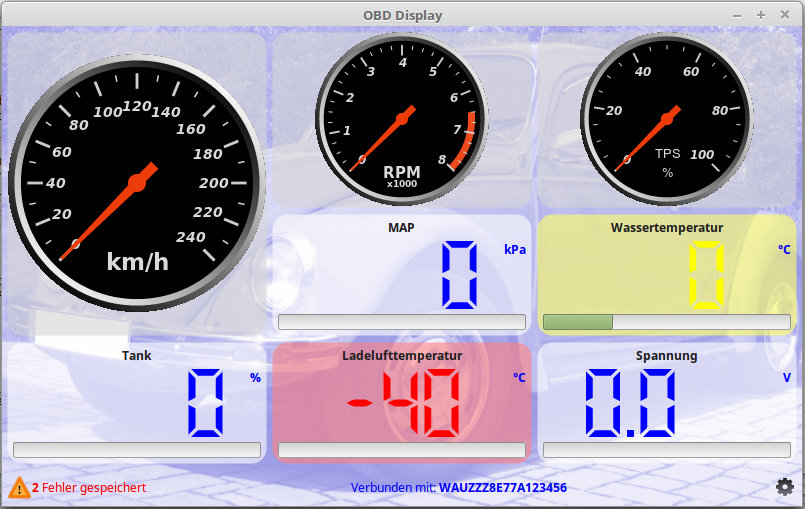 OBD Display
0 20 40 60 80 100 120 140 160 180 200 220 240
km/h
0 1 2 3 4 5 6 7 8
RPM
x1000
0 20 40 60 80 100
TPS
%
MAP
0 kPa
Wassertemperatur
0 °C
Tank
0 %
Ladelufttemperatur
-40 °C
Spannung
0.0 V
2 Fehler gespeichert
Verbunden mit: WAUZZZ8E77A123456